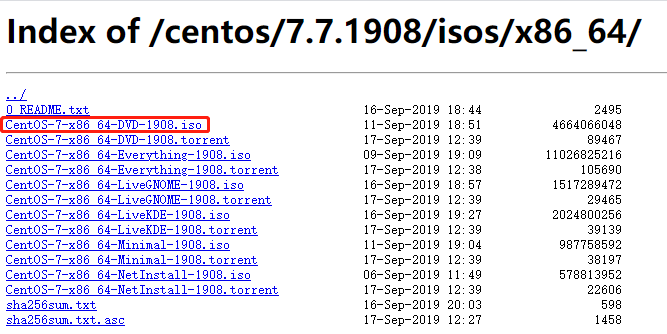 Index of /centos/7.7.1908/isos/x86_64/
../
0_README.txt 16-Sep-2019 18:44 2495
CentOS-7-x86_64-DVD-1908.iso 11-Sep-2019 18:51 4664066048
CentOS-7-x86_64-DVD-1908.torrent 17-Sep-2019 12:39 89467
CentOS-7-x86_64-Everything-1908.iso 09-Sep-2019 19:09 11026825216
CentOS-7-x86_64-Everything-1908.torrent 17-Sep-2019 12:38 105690
CentOS-7-x86_64-LiveGNOME-1908.iso 16-Sep-2019 18:57 1517289472
CentOS-7-x86_64-LiveGNOME-1908.torrent 17-Sep-2019 12:39 29465
CentOS-7-x86_64-LiveKDE-1908.iso 16-Sep-2019 19:27 2024800256
CentOS-7-x86_64-LiveKDE-1908.torrent 17-Sep-2019 12:39 39139
CentOS-7-x86_64-Minimal-1908.iso 11-Sep-2019 19:04 987758592
CentOS-7-x86_64-Minimal-1908.torrent 17-Sep-2019 12:39 38197
CentOS-7-x86_64-NetInstall-1908.iso 06-Sep-2019 11:49 578813952
CentOS-7-x86_64-NetInstall-1908.torrent 17-Sep-2019 12:39 22606
sha256sum.txt 16-Sep-2019 20:03 598
sha256sum.txt.asc 17-Sep-2019 12:27 1458